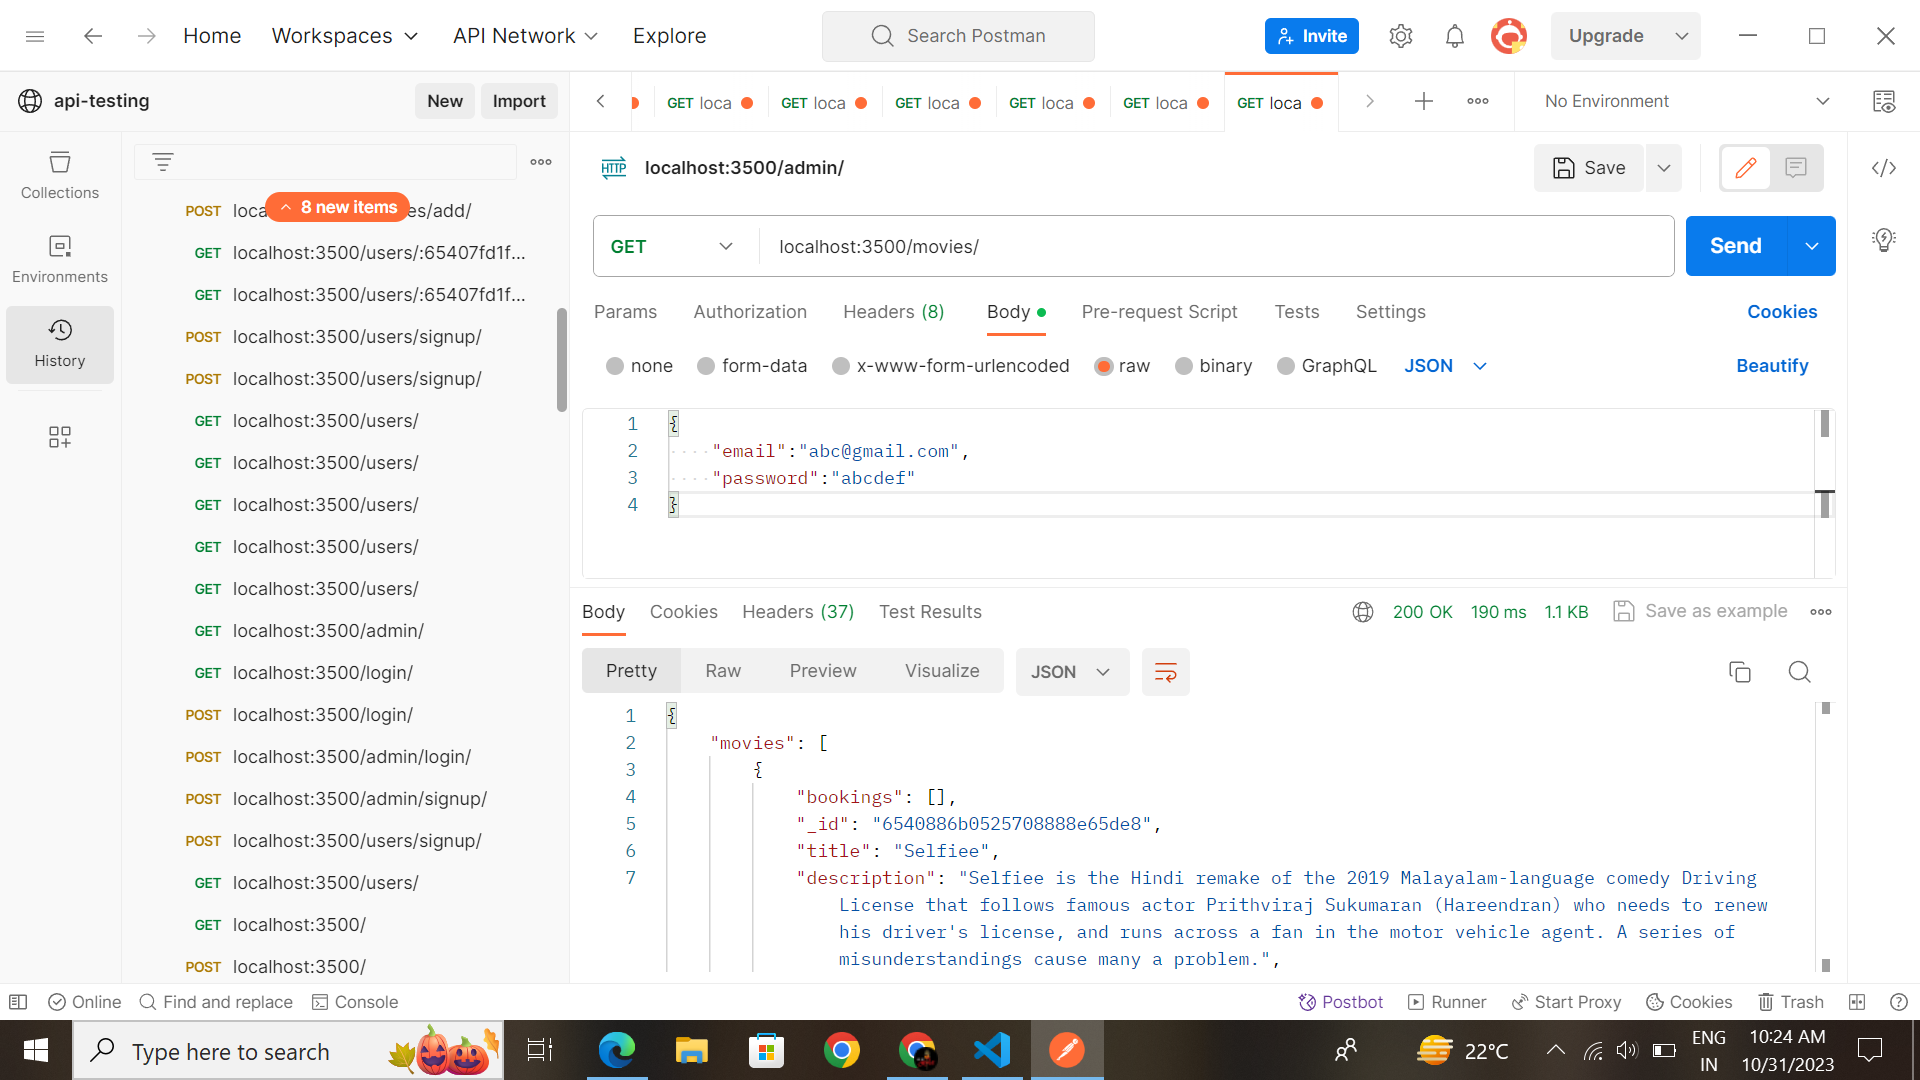 Home Workspaces API Network Explore Search Postman Invite Upgrade
api-testing New Import
GET loca GET loca GET loca GET loca GET loca GET loca No Environment
Collections
Environments
History
8 new items
POST loca es/add/
GET localhost:3500/users/:65407fd1f...
GET localhost:3500/users/:65407fd1f...
POST localhost:3500/users/signup/
POST localhost:3500/users/signup/
GET localhost:3500/users/
GET localhost:3500/users/
GET localhost:3500/users/
GET localhost:3500/users/
GET localhost:3500/users/
GET localhost:3500/admin/
GET localhost:3500/login/
POST localhost:3500/login/
POST localhost:3500/admin/login/
POST localhost:3500/admin/signup/
POST localhost:3500/users/signup/
GET localhost:3500/users/
GET localhost:3500/
POST localhost:3500/
HTTP localhost:3500/admin/ Save
GET localhost:3500/movies/ Send
Params Authorization Headers (8) Body Pre-request Script Tests Settings Cookies
none form-data x-www-form-urlencoded raw binary GraphQL JSON Beautify
1 {
2 "email":"abc@gmail.com",
3 "password":"abcdef"
4 }
Body Cookies Headers (37) Test Results 200 OK 190 ms 1.1 KB Save as example
Pretty Raw Preview Visualize JSON
1 {
2 "movies": [
3 {
4 "bookings": [],
5 "_id": "6540886b0525708888e65de8",
6 "title": "Selfiee",
7 "description": "Selfiee is the Hindi remake of the 2019 Malayalam-language comedy Driving
License that follows famous actor Prithviraj Sukumaran (Hareendran) who needs to renew
his driver's license, and runs across a fan in the motor vehicle agent. A series of
misunderstandings cause many a problem.",
Online Find and replace Console Postbot Runner Start Proxy Cookies Trash
Type here to search 22°C ENG 10:24 AM
IN 10/31/2023